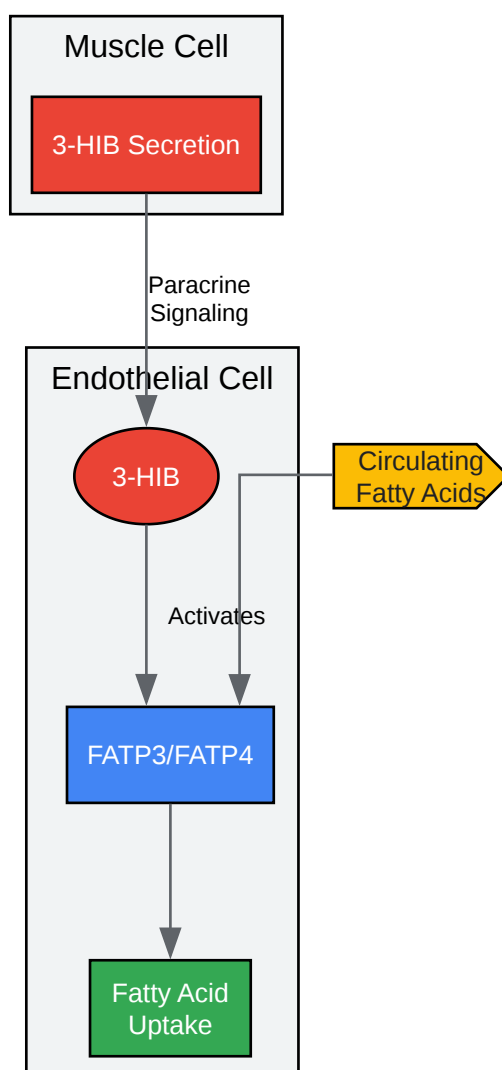 Muscle Cell
3-HIB Secretion
Paracrine
Signaling
Endothelial Cell
3-HIB
Circulating
Fatty Acids
Activates
FATP3/FATP4
Fatty Acid
Uptake